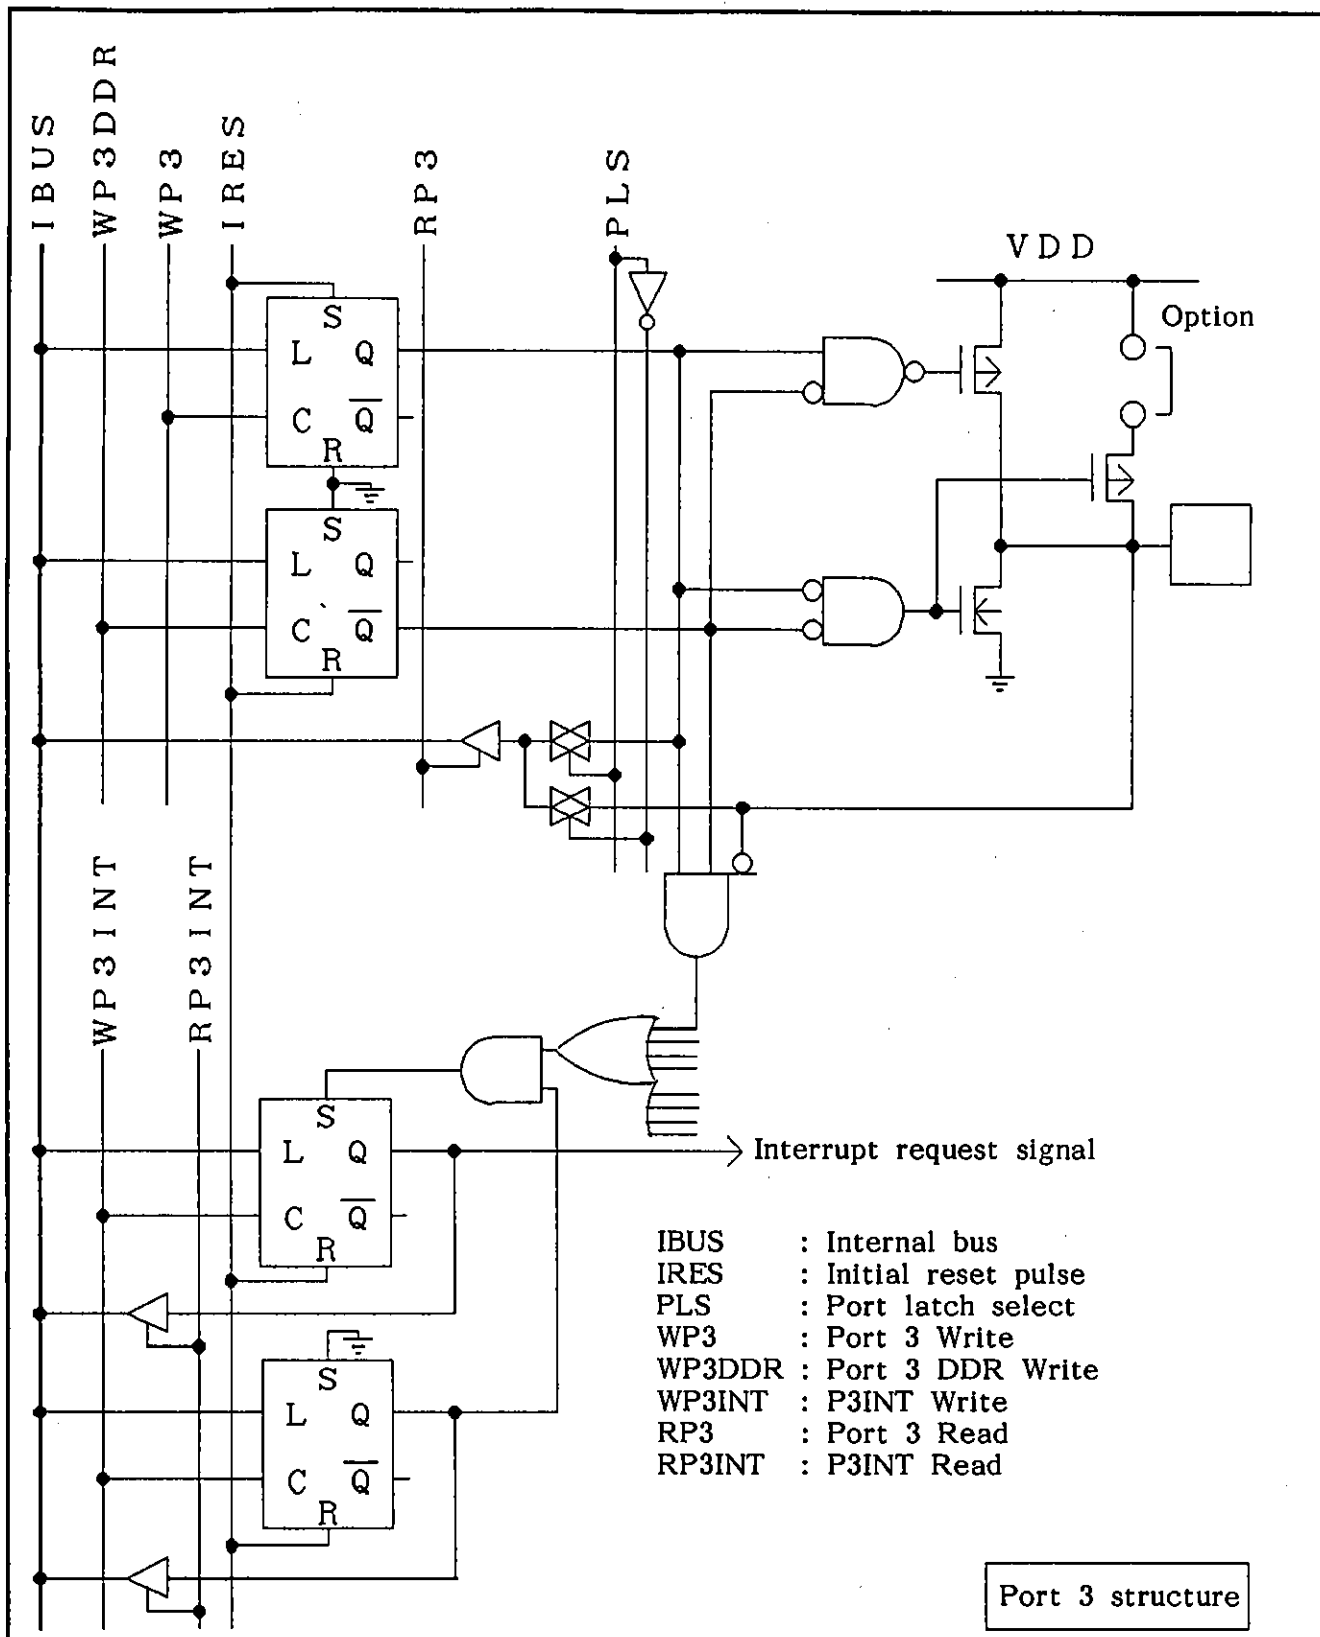 IBUS
WP3DDR
WP3
IRES
RP3
PLS
VDD
Option
S
L Q
C Q̅
R
S
L Q
C Q̅
R
WP3INT
RP3INT
S
L Q
C Q̅
R
Interrupt request signal
S
L Q
C Q̅
R
IBUS : Internal bus
IRES : Initial reset pulse
PLS : Port latch select
WP3 : Port 3 Write
WP3DDR : Port 3 DDR Write
WP3INT : P3INT Write
RP3 : Port 3 Read
RP3INT : P3INT Read
Port 3 structure